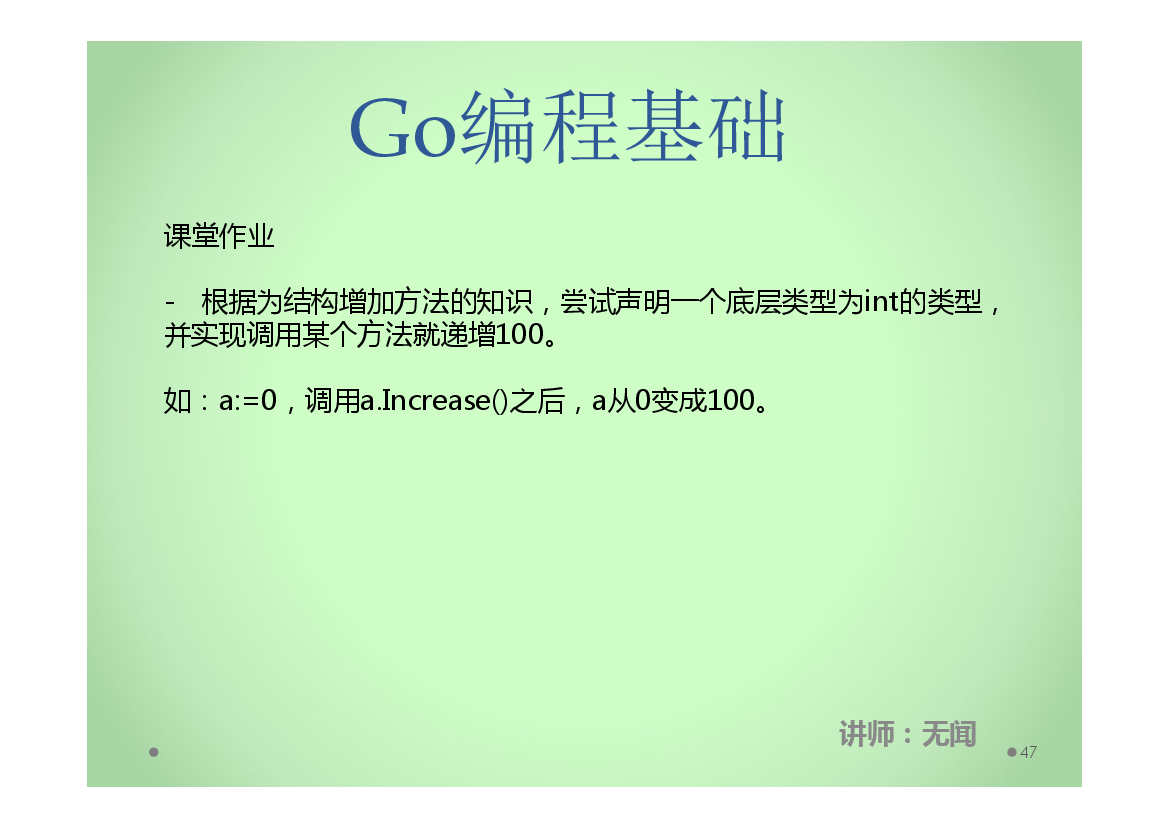 Go编程基础
课堂作业
- 根据为结构增加方法的知识，尝试声明一个底层类型为int的类型，
并实现调用某个方法就递增100。
如：a:=0，调用a.Increase()之后，a从0变成100。
讲师：无闻
47